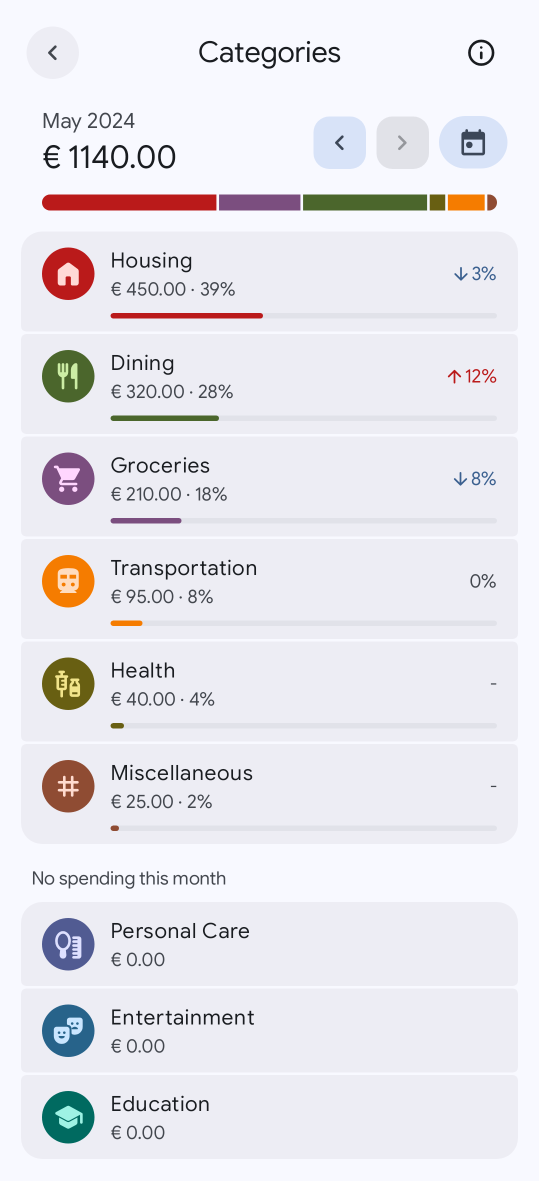 Categories
May 2024
€ 1140.00
Housing
€ 450.00 · 39%
↓3%
Dining
€ 320.00 · 28%
↑12%
Groceries
€ 210.00 · 18%
↓8%
Transportation
€ 95.00 · 8%
0%
Health
€ 40.00 · 4%
-
Miscellaneous
€ 25.00 · 2%
-
No spending this month
Personal Care
€ 0.00
Entertainment
€ 0.00
Education
€ 0.00